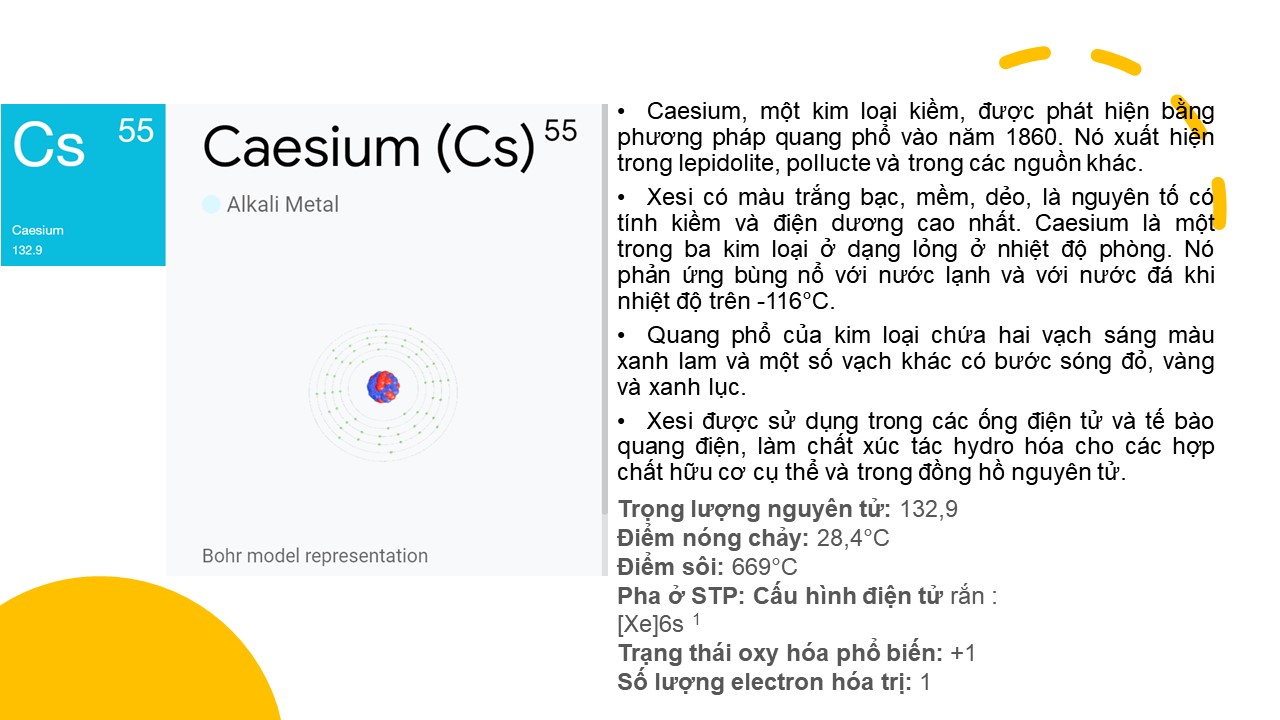 Cs 55
Caesium
132.9
Caesium (Cs) 55
Alkali Metal
Bohr model representation
• Caesium, một kim loại kiềm, được phát hiện bằng
phương pháp quang phổ vào năm 1860. Nó xuất hiện
trong lepidolite, pollucte và trong các nguồn khác.
• Xesi có màu trắng bạc, mềm, dẻo, là nguyên tố có
tính kiềm và điện dương cao nhất. Caesium là một
trong ba kim loại ở dạng lỏng ở nhiệt độ phòng. Nó
phản ứng bùng nổ với nước lạnh và với nước đá khi
nhiệt độ trên -116°C.
• Quang phổ của kim loại chứa hai vạch sáng màu
xanh lam và một số vạch khác có bước sóng đỏ, vàng
và xanh lục.
• Xesi được sử dụng trong các ống điện tử và tế bào
quang điện, làm chất xúc tác hydro hóa cho các hợp
chất hữu cơ cụ thể và trong đồng hồ nguyên tử.
Trọng lượng nguyên tử: 132,9
Điểm nóng chảy: 28,4°C
Điểm sôi: 669°C
Pha ở STP: Cấu hình điện tử rắn :
[Xe]6s ¹
Trạng thái oxy hóa phổ biến: +1
Số lượng electron hóa trị: 1